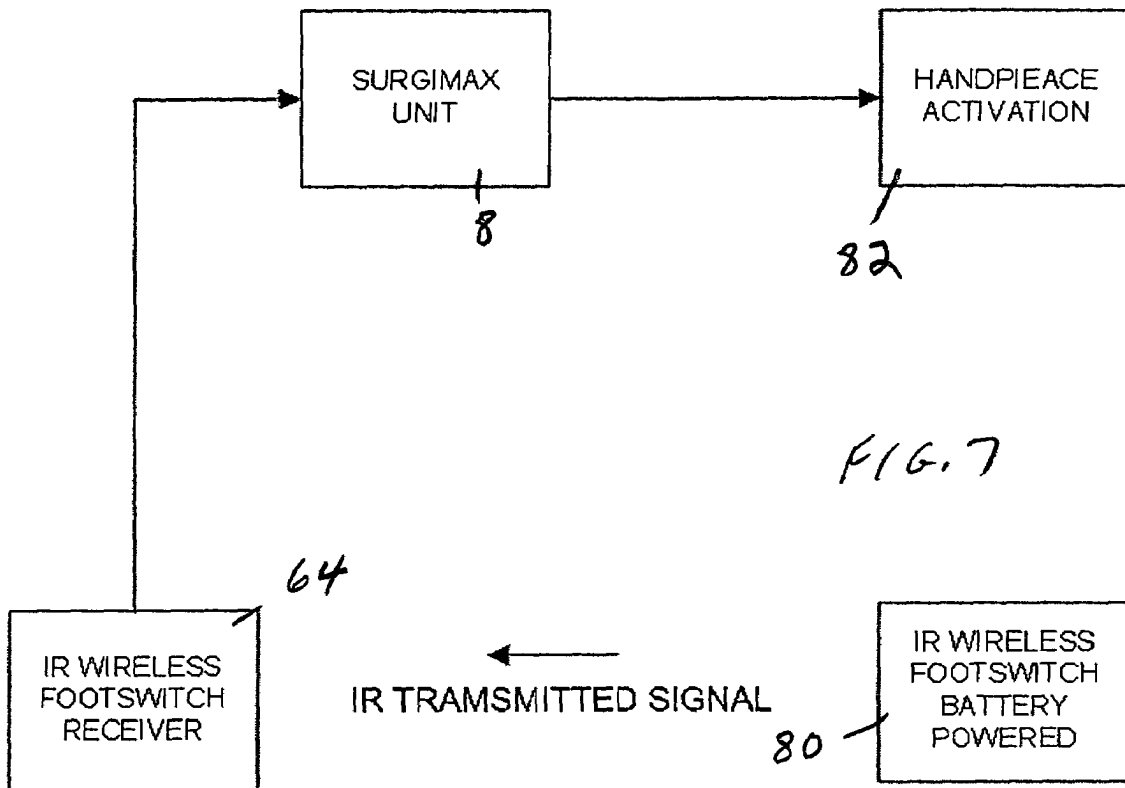 SURGIMAX
UNIT
8
HANDPIEACE
ACTIVATION
82
FIG. 7
64
IR WIRELESS
FOOTSWITCH
RECEIVER
IR TRAMSMITTED SIGNAL
80
IR WIRELESS
FOOTSWITCH
BATTERY
POWERED